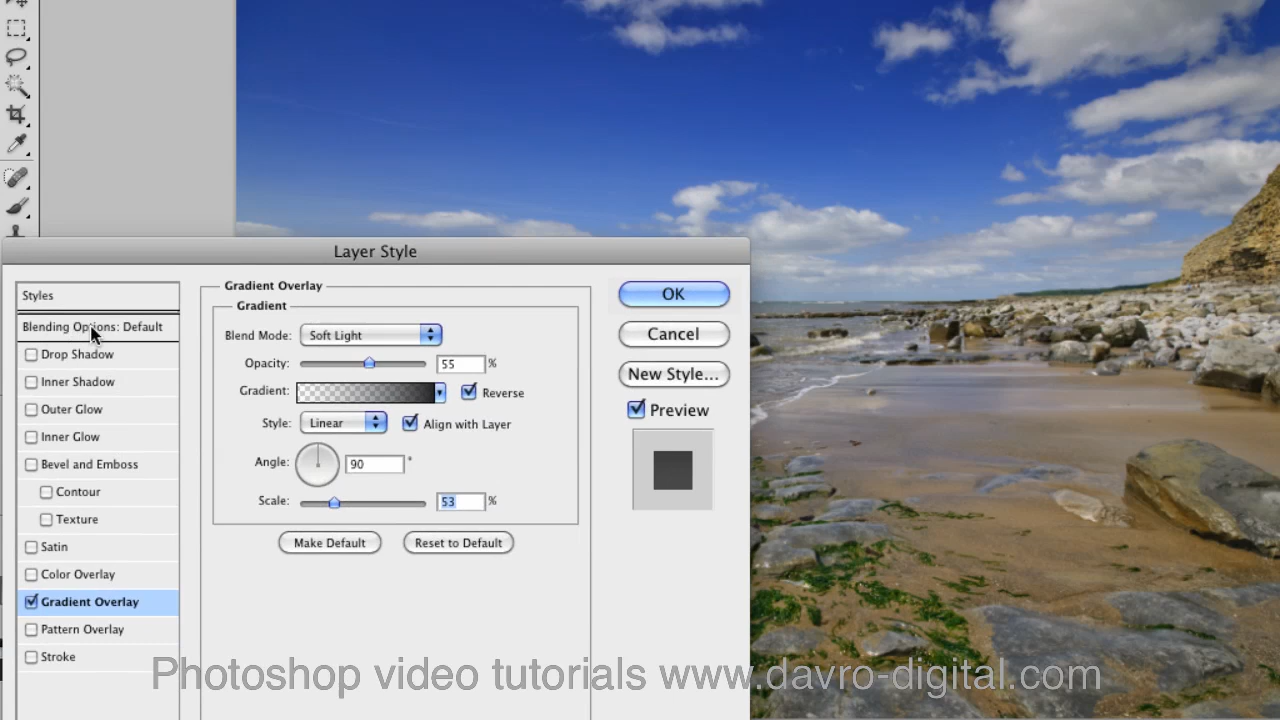 Layer Style
Styles
Blending Options: Default
Drop Shadow
Inner Shadow
Outer Glow
Inner Glow
Bevel and Emboss
Contour
Texture
Satin
Color Overlay
Gradient Overlay
Pattern Overlay
Stroke
Gradient Overlay
Gradient
Blend Mode: Soft Light
Opacity: 55 %
Gradient: Reverse
Style: Linear Align with Layer
Angle: 90 °
Scale: 53 %
Make Default Reset to Default
OK
Cancel
New Style...
Preview
Photoshop video tutorials www.davro-digital.com